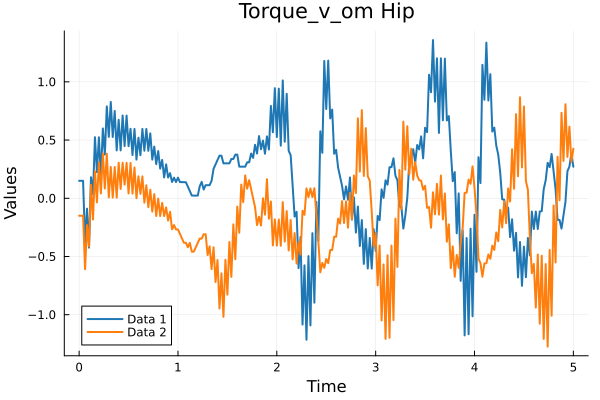 Torque_v_om Hip
Values
1.0
0.5
0.0
−0.5
−1.0
Data 1
Data 2
0 1 2 3 4 5
Time